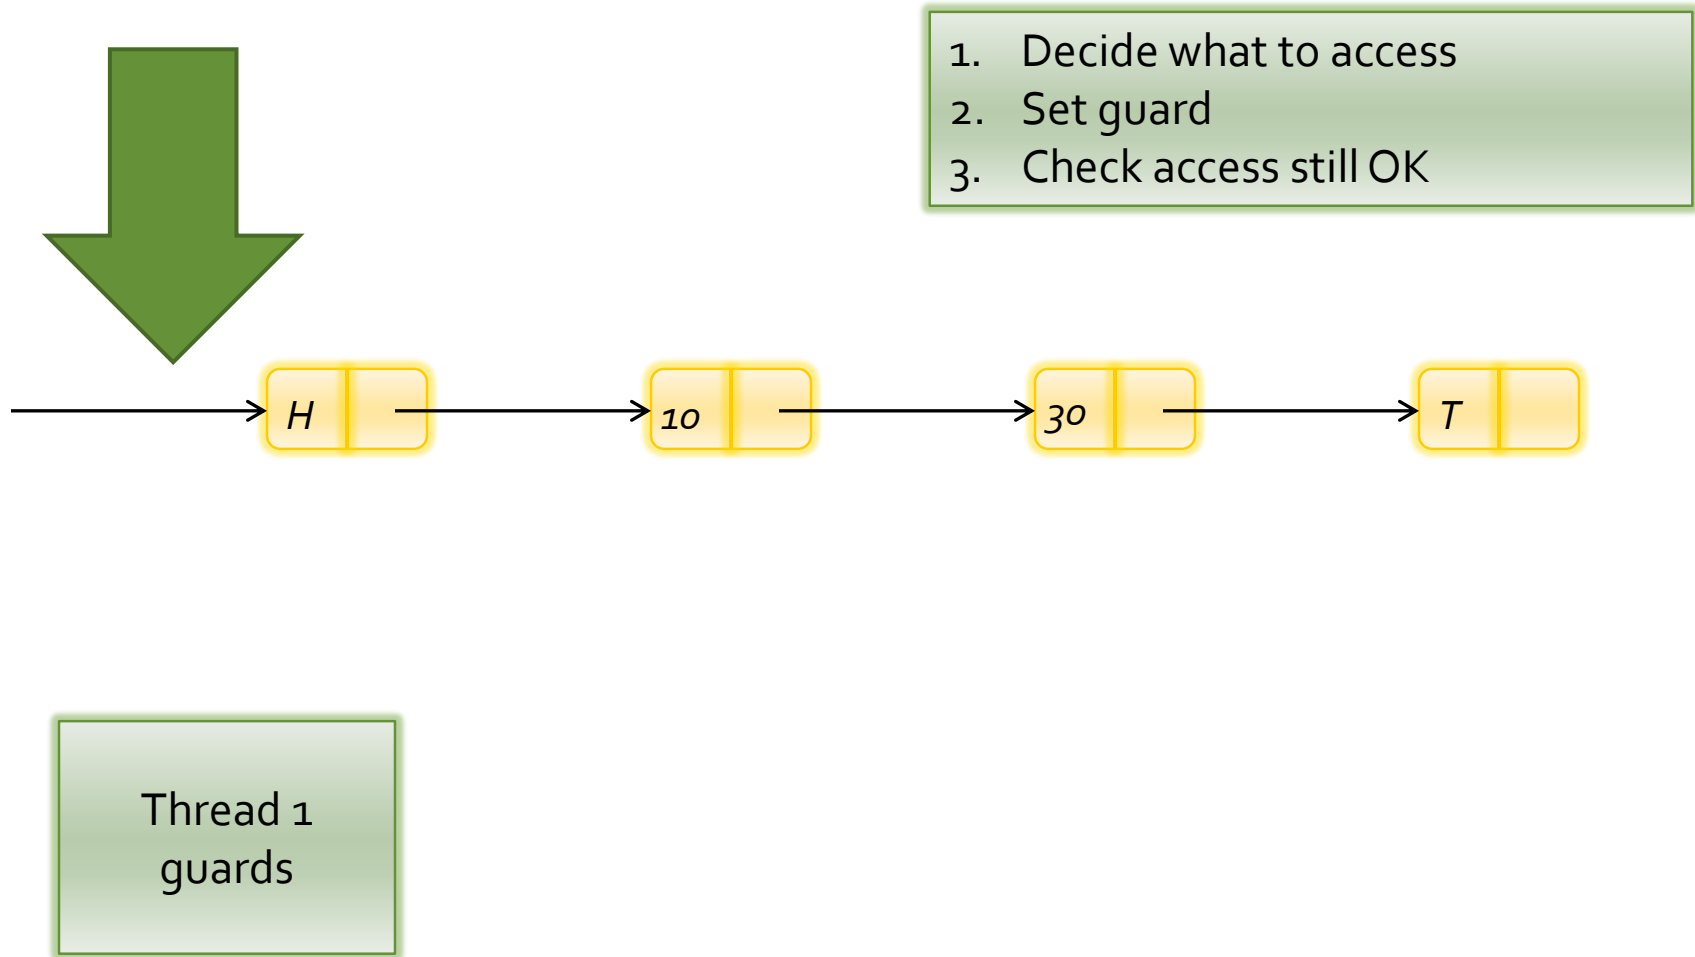 1. Decide what to access
2. Set guard
3. Check access still OK
H 10 30 T
Thread 1
guards